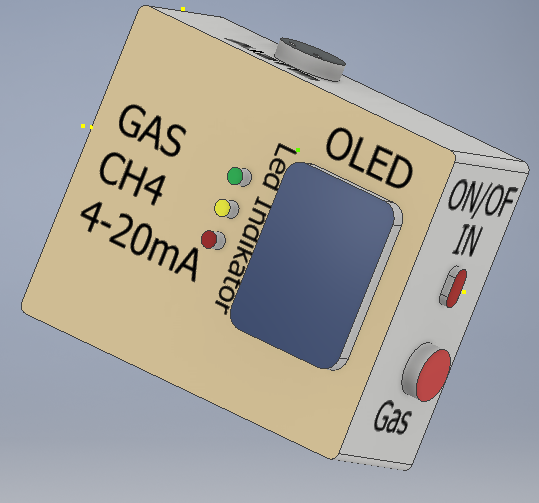 GAS
CH4
4-20mA
Led Indikator
OLED
ON/OF
IN
Gas